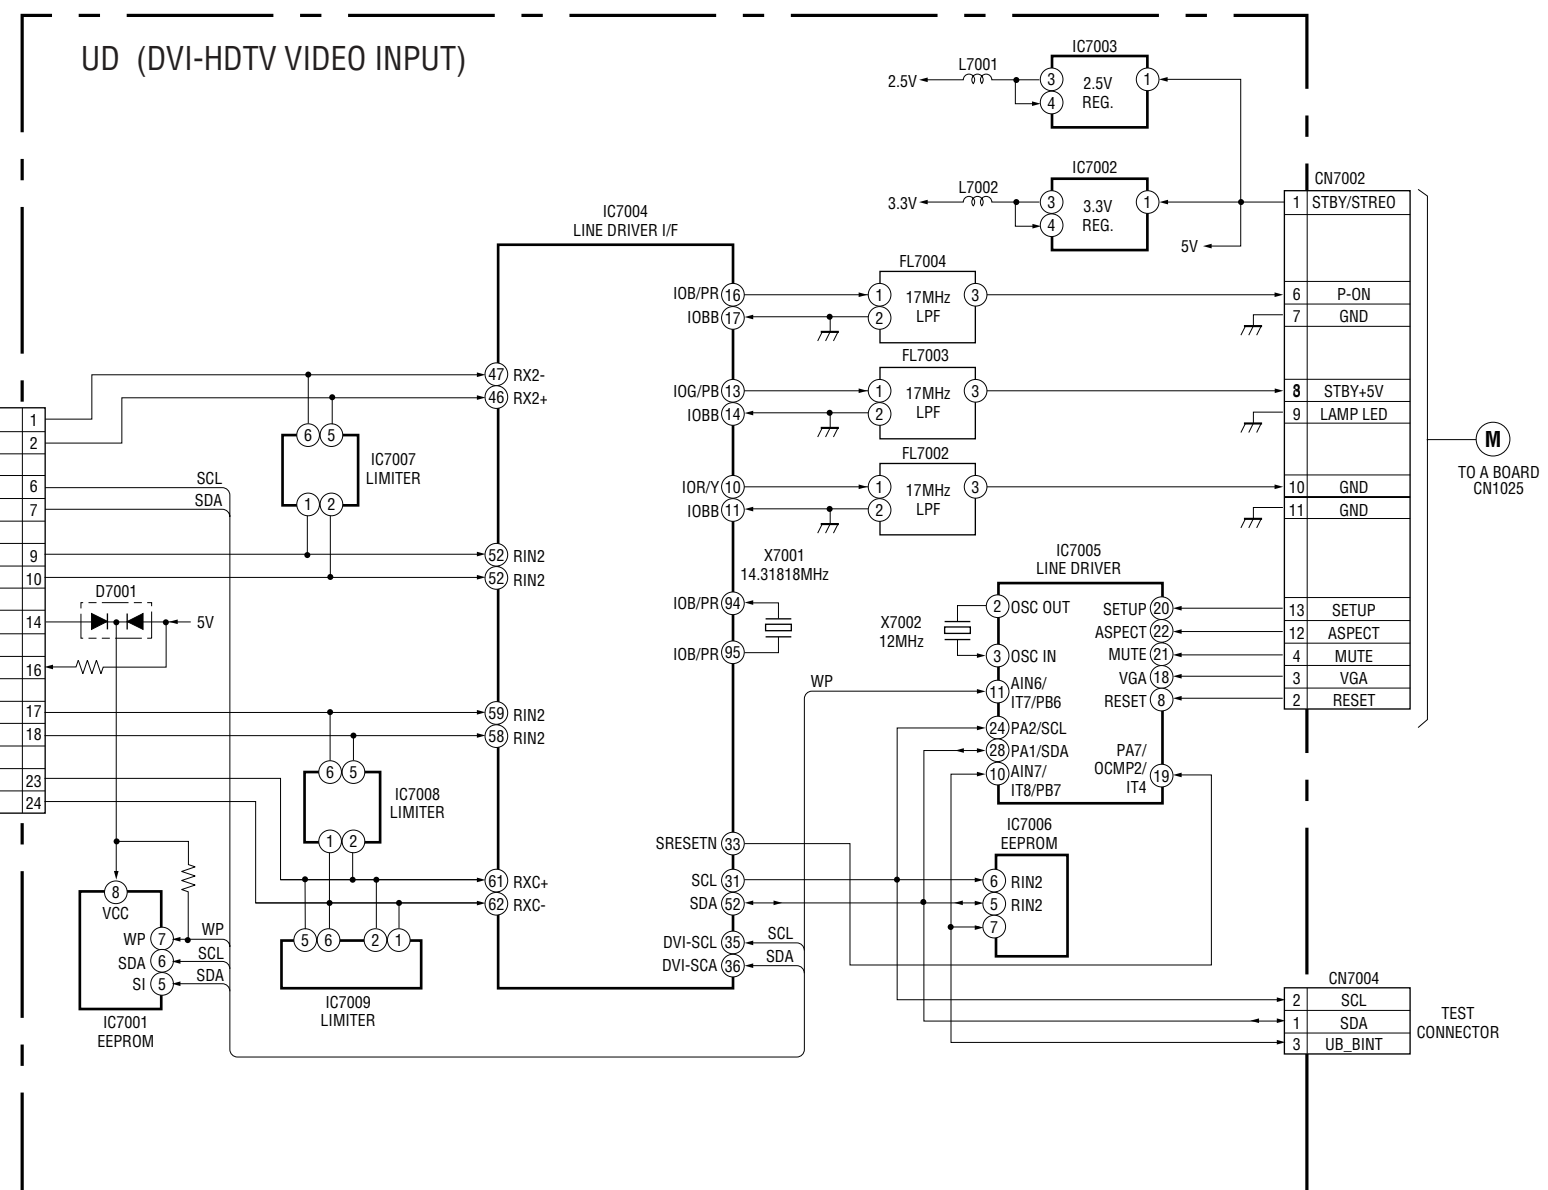 UD (DVI-HDTV VIDEO INPUT)
IC7003
L7001
2.5V
3
4
2.5V
REG.
1
IC7002
L7002
3.3V
3
4
3.3V
REG.
1
5V
CN7002
1 STBY/STREO
6 P-ON
7 GND
8 STBY+5V
9 LAMP LED
10 GND
11 GND
13 SETUP
12 ASPECT
4 MUTE
3 VGA
2 RESET
M
TO A BOARD
CN1025
IC7004
LINE DRIVER I/F
47 RX2-
46 RX2+
52 RIN2
52 RIN2
59 RIN2
58 RIN2
61 RXC+
62 RXC-
IOB/PR 16
IOBB 17
IOG/PB 13
IOBB 14
IOR/Y 10
IOBB 11
IOB/PR 94
IOB/PR 95
SRESETN 33
SCL 31
SDA 52
DVI-SCL 35
DVI-SCA 36
SCL
SDA
FL7004
1
2
17MHz
LPF
3
FL7003
1
2
17MHz
LPF
3
FL7002
1
2
17MHz
LPF
3
X7001
14.31818MHz
IC7005
LINE DRIVER
X7002
12MHz
2 OSC OUT
3 OSC IN
WP
11 AIN6/
IT7/PB6
24 PA2/SCL
28 PA1/SDA
10 AIN7/
IT8/PB7
SETUP 20
ASPECT 22
MUTE 21
VGA 18
RESET 8
PA7/
OCMP2/
IT4
19
IC7006
EEPROM
6 RIN2
5 RIN2
7
CN7004
2 SCL
1 SDA
3 UB_BINT
TEST
CONNECTOR
1
2
6
7
9
10
14
16
17
18
23
24
SCL
SDA
D7001
5V
6 5
1 2
IC7007
LIMITER
6 5
1 2
IC7008
LIMITER
5 6 2 1
IC7009
LIMITER
8
VCC
WP 7
SDA 6
SI 5
WP
SCL
SDA
IC7001
EEPROM